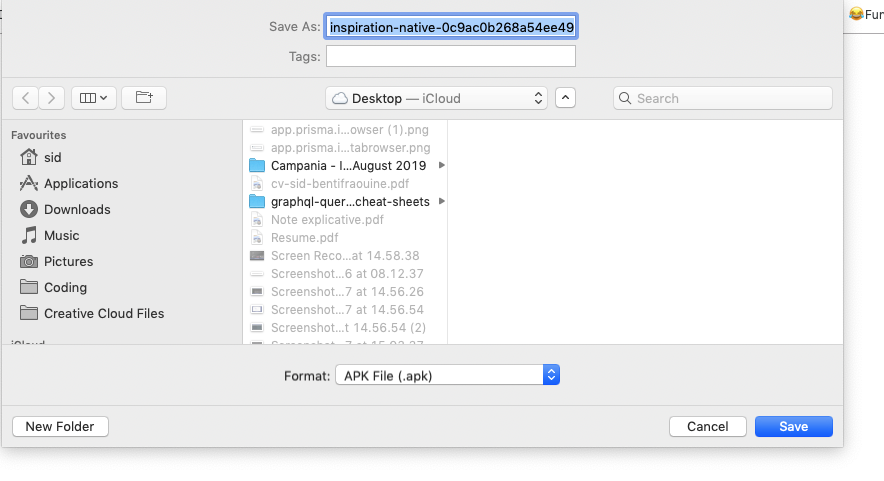 Save As: inspiration-native-0c9ac0b268a54ee49
😂Fun
Tags:
Desktop — iCloud
Search
Favourites
sid
Applications
Downloads
Music
Pictures
Coding
Creative Cloud Files
iCloud
app.prisma.i...owser (1).png
app.prisma.i...tabrowser.png
Campania - I...August 2019
cv-sid-bentifraouine.pdf
graphql-quer...cheat-sheets
Note explicative.pdf
Resume.pdf
Screen Reco...at 14.58.38
Screenshot...6 at 08.12.37
Screenshot...7 at 14.56.26
Screenshot...7 at 14.56.54
Screenshot...t 14.56.54 (2)
Format: APK File (.apk)
New Folder
Cancel
Save